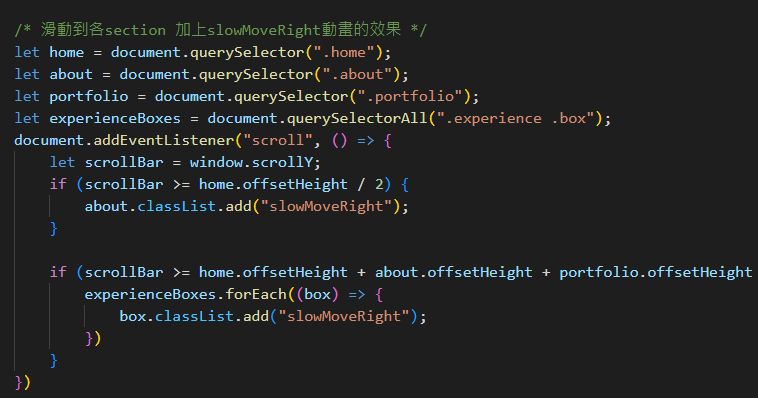 /* 滑動到各section 加上slowMoveRight動畫的效果 */
let home = document.querySelector(".home");
let about = document.querySelector(".about");
let portfolio = document.querySelector(".portfolio");
let experienceBoxes = document.querySelectorAll(".experience .box");
document.addEventListener("scroll", () => {
    let scrollBar = window.scrollY;
    if (scrollBar >= home.offsetHeight / 2) {
        about.classList.add("slowMoveRight");
    }
    if (scrollBar >= home.offsetHeight + about.offsetHeight + portfolio.offsetHeight
        experienceBoxes.forEach((box) => {
            box.classList.add("slowMoveRight");
        })
    }
})